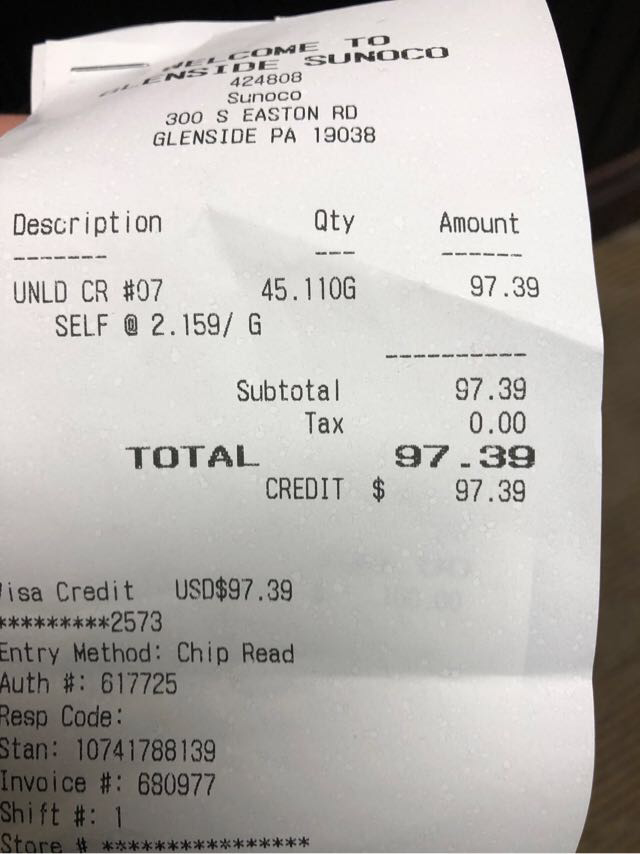 WELCOME TO
GLENSIDE SUNOCO
424808
Sunoco
300 S EASTON RD
GLENSIDE PA 19038
Description Qty Amount
------- --- ------
UNLD CR #07 45.110G 97.39
SELF @ 2.159/ G
----------
Subtotal 97.39
Tax 0.00
TOTAL 97.39
CREDIT $ 97.39
Visa Credit USD$97.39
*********2573
Entry Method: Chip Read
Auth #: 617725
Resp Code:
Stan: 10741788139
Invoice #: 680977
Shift #: 1
Store # ****************